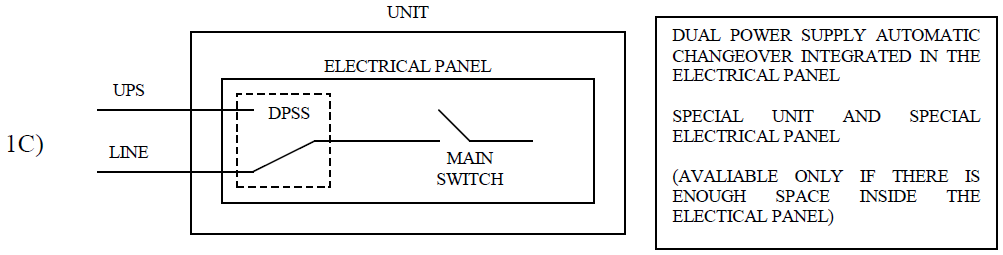 UNIT
ELECTRICAL PANEL
UPS
DPSS
1C)
LINE
MAIN
SWITCH
DUAL POWER SUPPLY AUTOMATIC
CHANGEOVER INTEGRATED IN THE
ELECTRICAL PANEL
SPECIAL UNIT AND SPECIAL
ELECTRICAL PANEL
(AVALIABLE ONLY IF THERE IS
ENOUGH SPACE INSIDE THE
ELECTICAL PANEL)